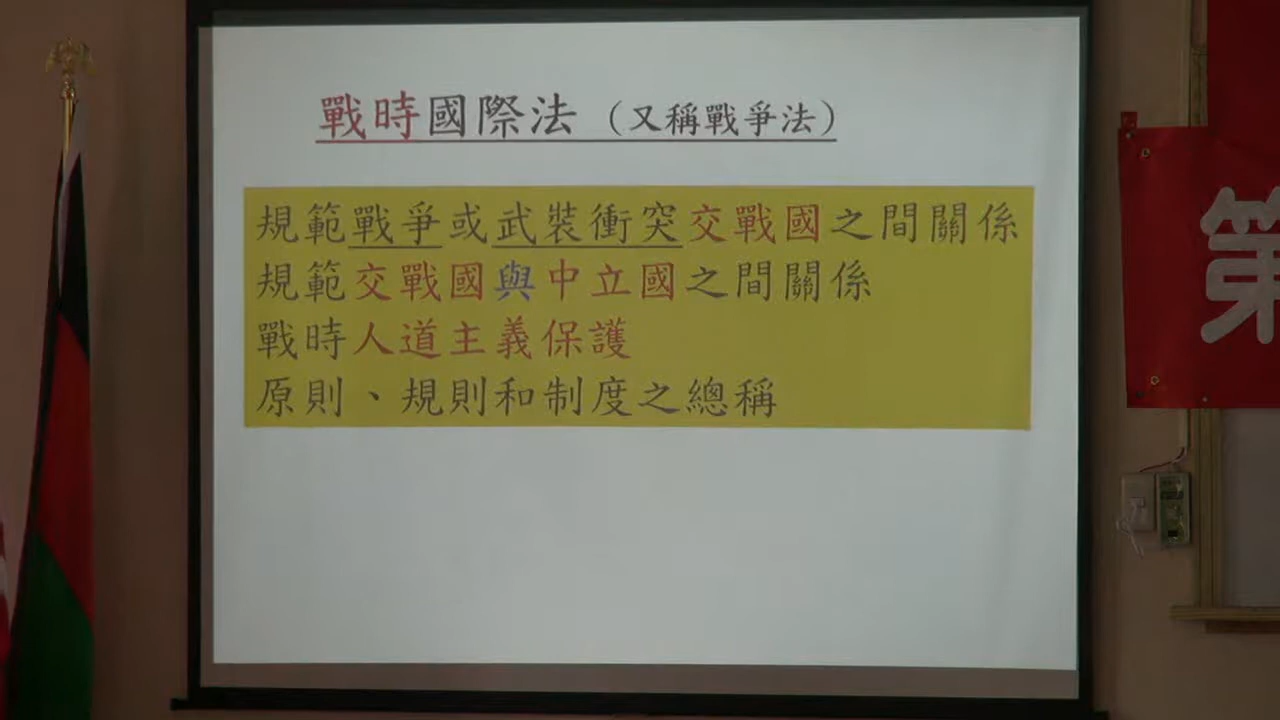 戰時國際法（又稱戰爭法）
規範戰爭或武裝衝突交戰國之間關係
規範交戰國與中立國之間關係
戰時人道主義保護
原則、規則和制度之總稱
第